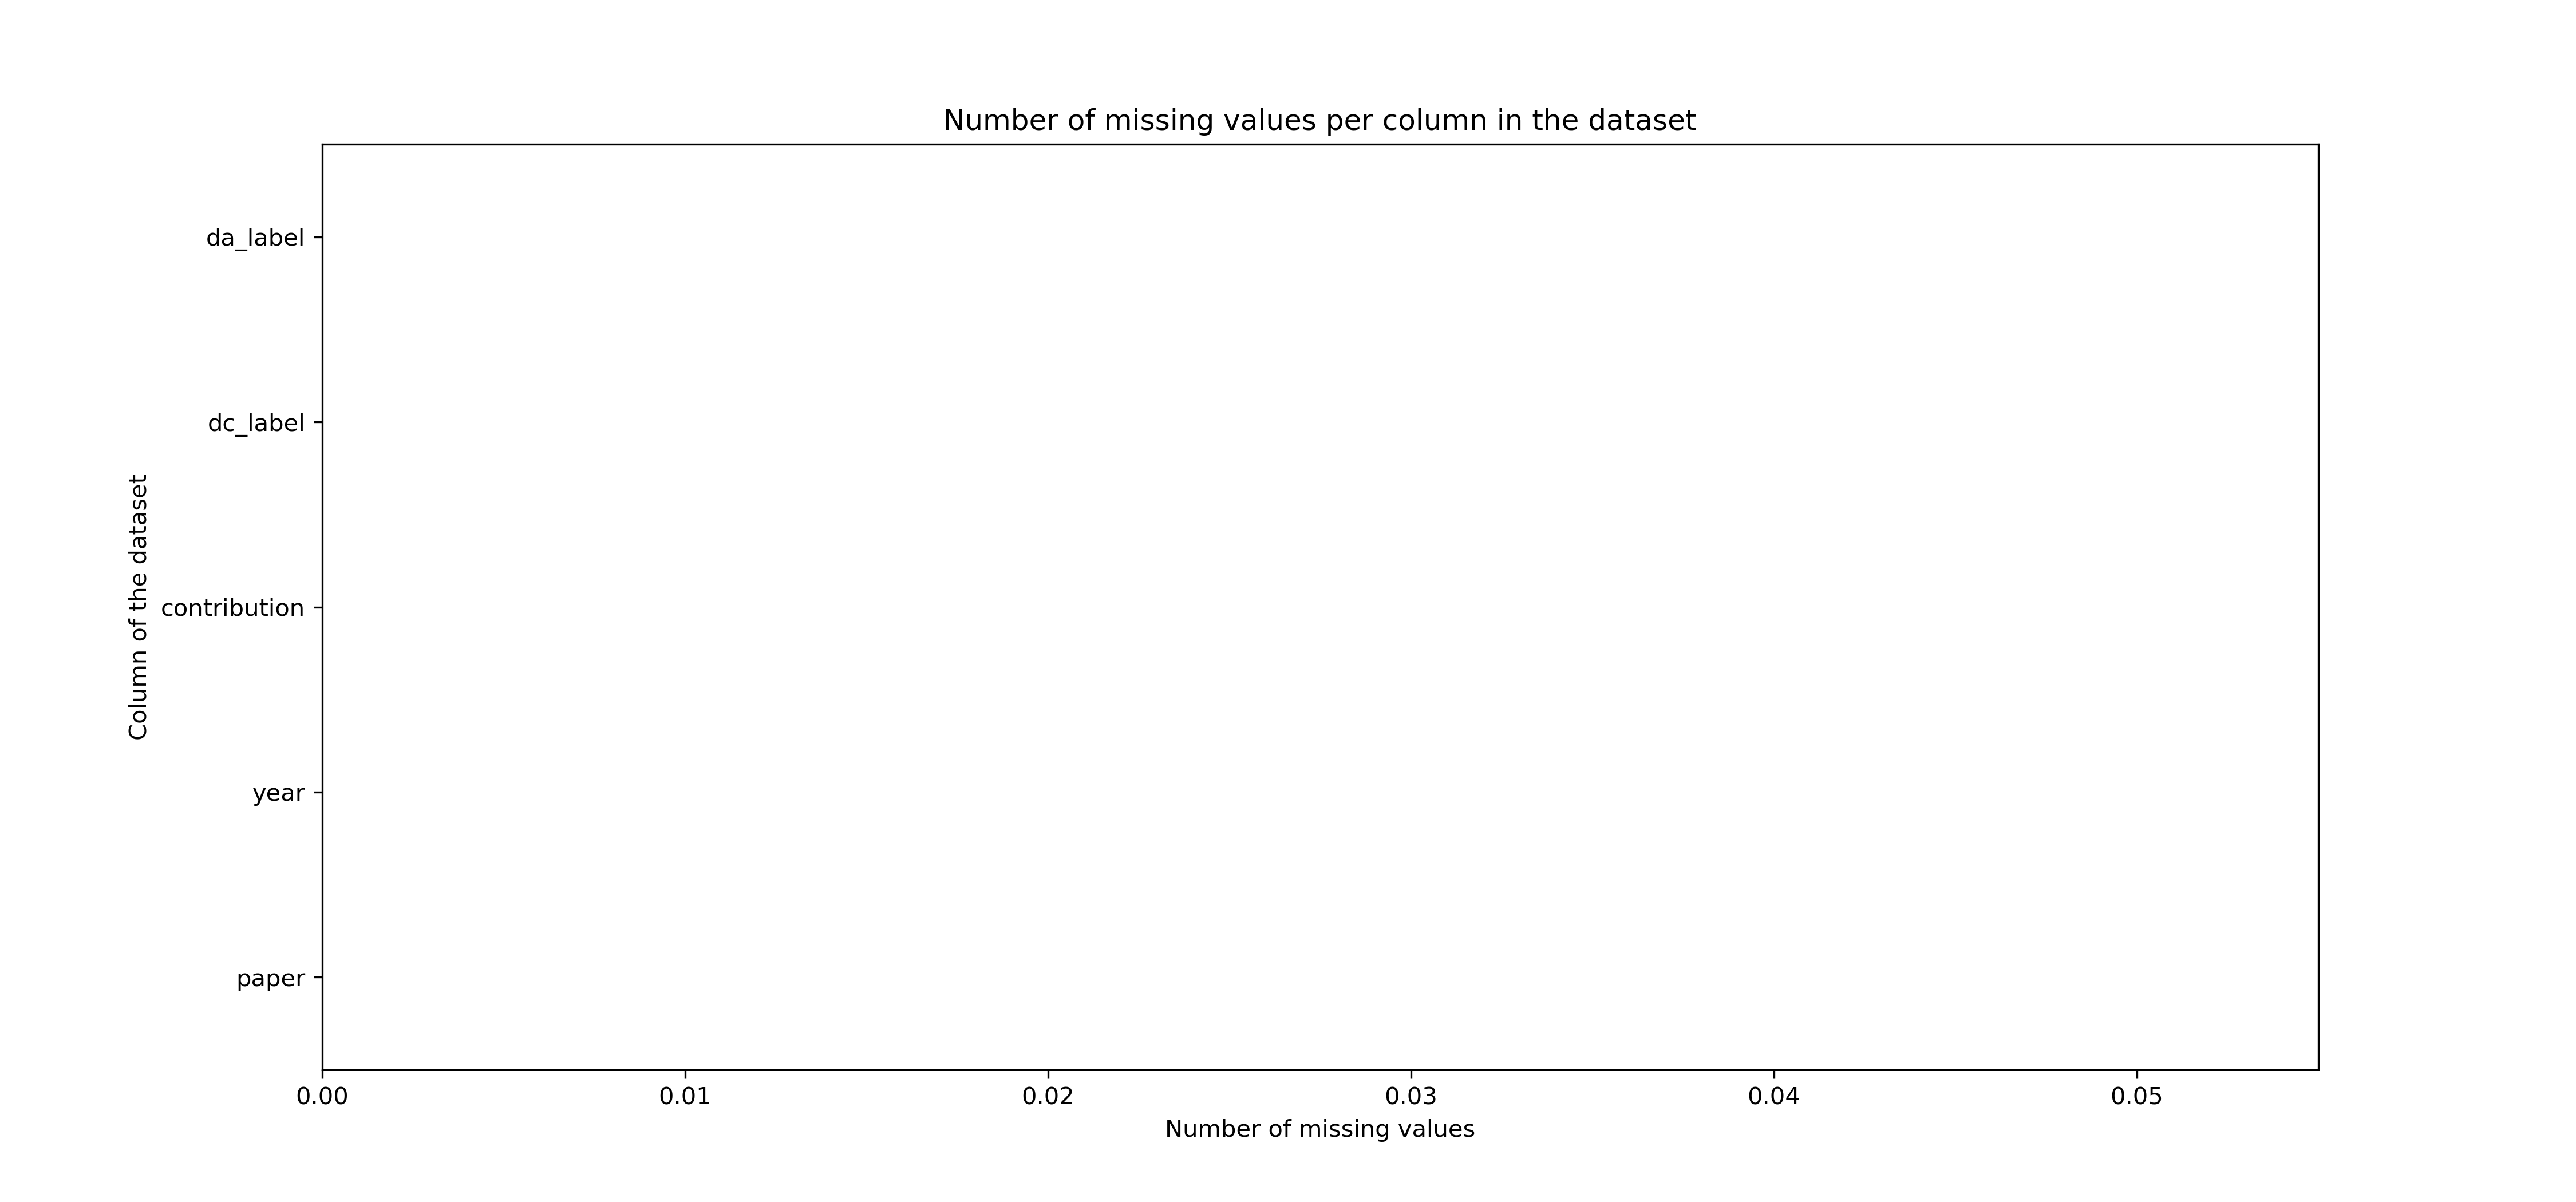 Number of missing values per column in the dataset
da_label
dc_label
contribution
year
paper
Column of the dataset
0.00 0.01 0.02 0.03 0.04 0.05
Number of missing values